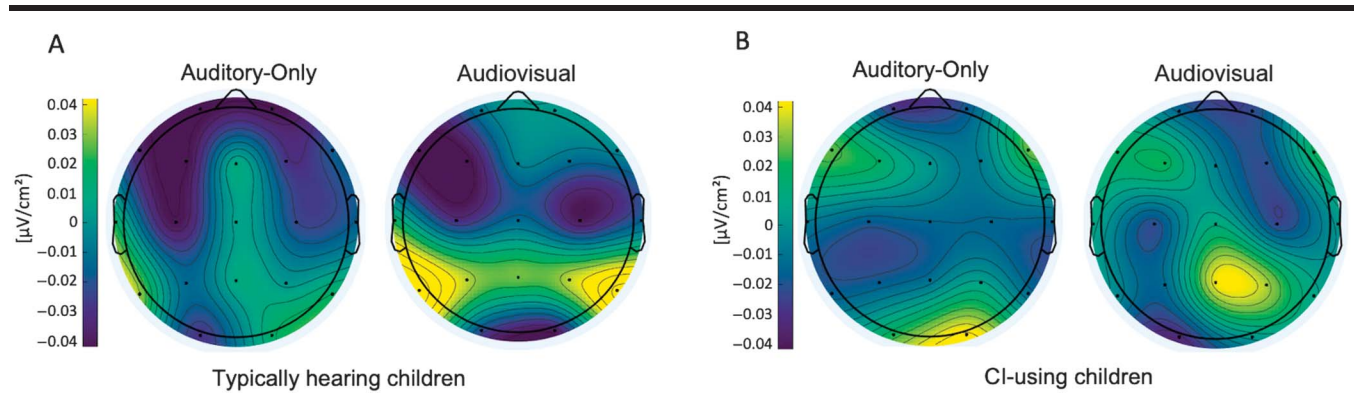 A
B
Auditory-Only
Audiovisual
Auditory-Only
Audiovisual
0.04
0.03
0.02
0.01
0
−0.01
−0.02
−0.03
−0.04
[µV/cm²]
0.04
0.03
0.02
0.01
0
−0.01
−0.02
−0.03
−0.04
[µV/cm²]
Typically hearing children
CI-using children